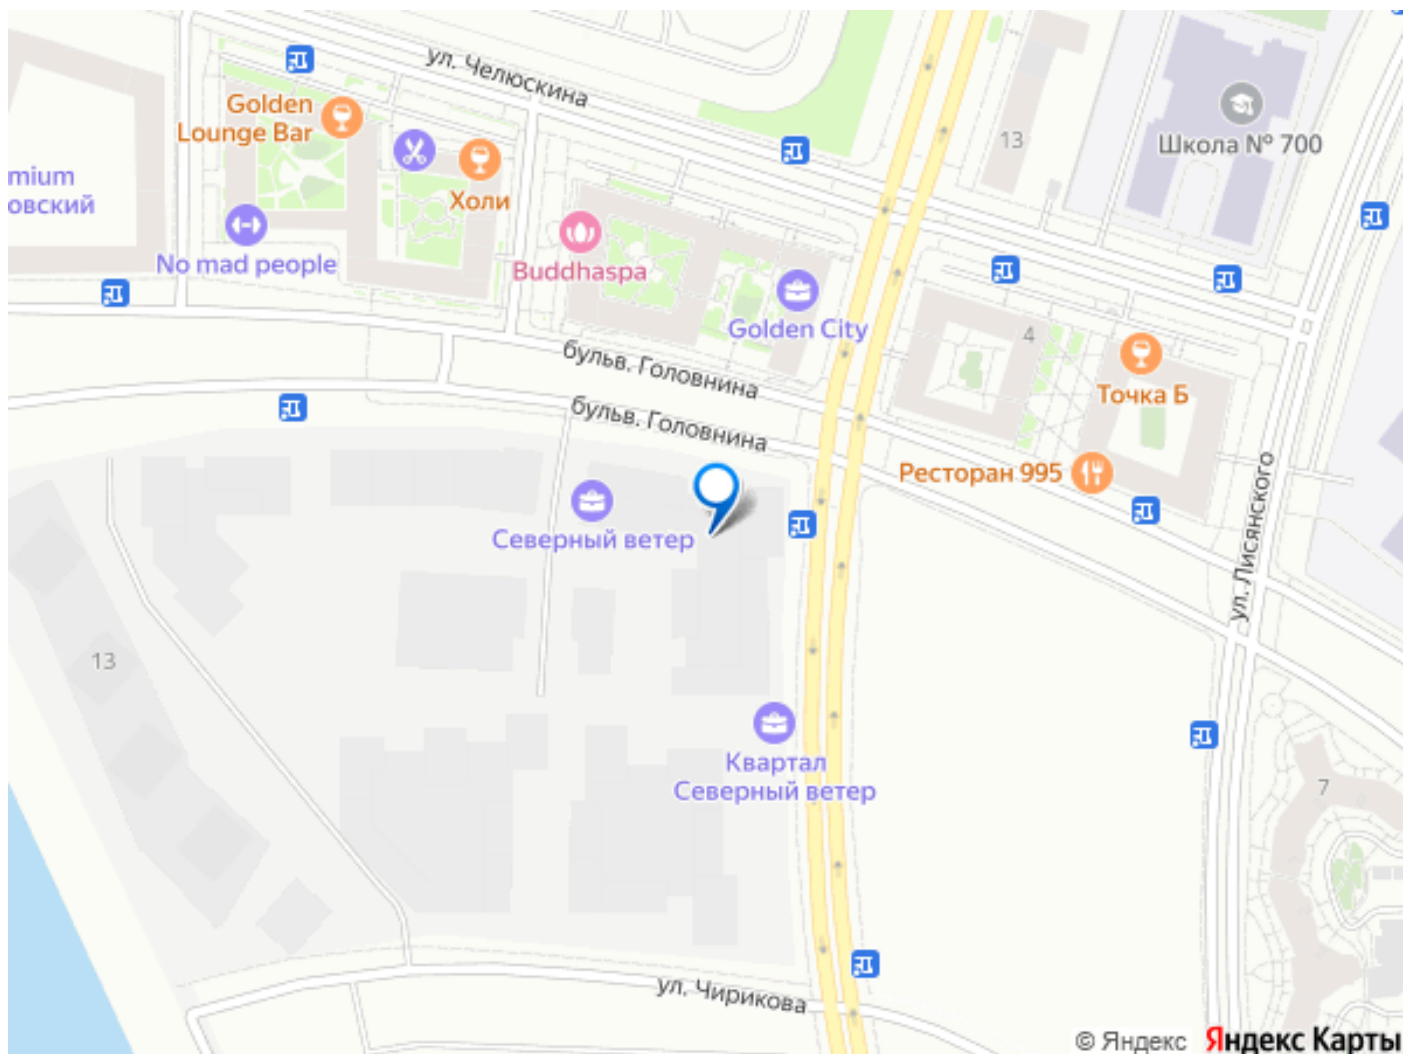 ул. Челюскина
Golden
Lounge Bar
Холи
mium
овский
No mad people
Buddhaspa
Golden City
13
Школа № 700
4
Точка Б
бульв. Головнина
бульв. Головнина
Ресторан 995
ул. Лисянского
Северный ветер
13
Квартал
Северный ветер
7
ул. Чирикова
© Яндекс Яндекс Карты